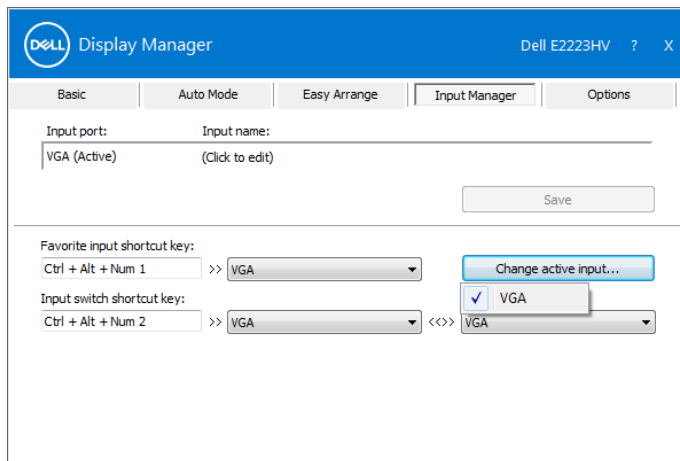 DELL Display Manager Dell E2223HV ? X
Basic Auto Mode Easy Arrange Input Manager Options
Input port: Input name:
VGA (Active) (Click to edit)
Save
Favorite input shortcut key:
Ctrl + Alt + Num 1 >> VGA Change active input...
✓ VGA
Input switch shortcut key:
Ctrl + Alt + Num 2 >> VGA <<>> VGA